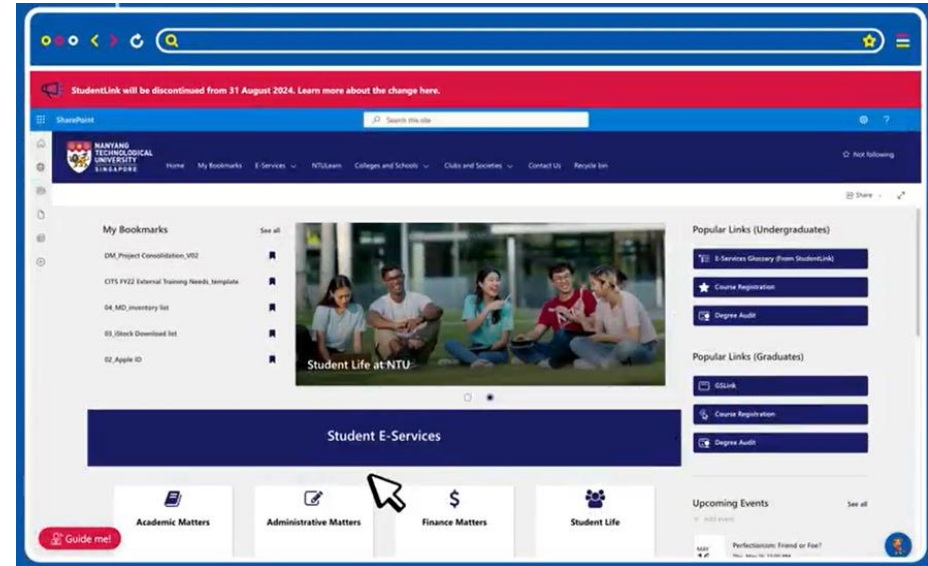 StudentLink will be discontinued from 31 August 2024. Learn more about the change here.
SharePoint
Search this site
?
NANYANG
TECHNOLOGICAL
UNIVERSITY
SINGAPORE
Home My Bookmarks E-Services NTULearn Colleges and Schools Clubs and Societies Contact Us Recycle bin
Not following
Share
My Bookmarks
See all
DM_Project Consolidation_V02
CITS FY22 External Training Needs_template
04_MD_inventory list
03_iStock Download list
02_Apple ID
Student Life at NTU
Popular Links (Undergraduates)
E-Services Glossary (from StudentLink)
Course Registration
Degree Audit
Popular Links (Graduates)
GSLink
Course Registration
Degree Audit
Student E-Services
Academic Matters
Administrative Matters
$
Finance Matters
Student Life
Upcoming Events
See all
Add event
MAY
16
Perfectionism: Friend or Foe?
Guide me!